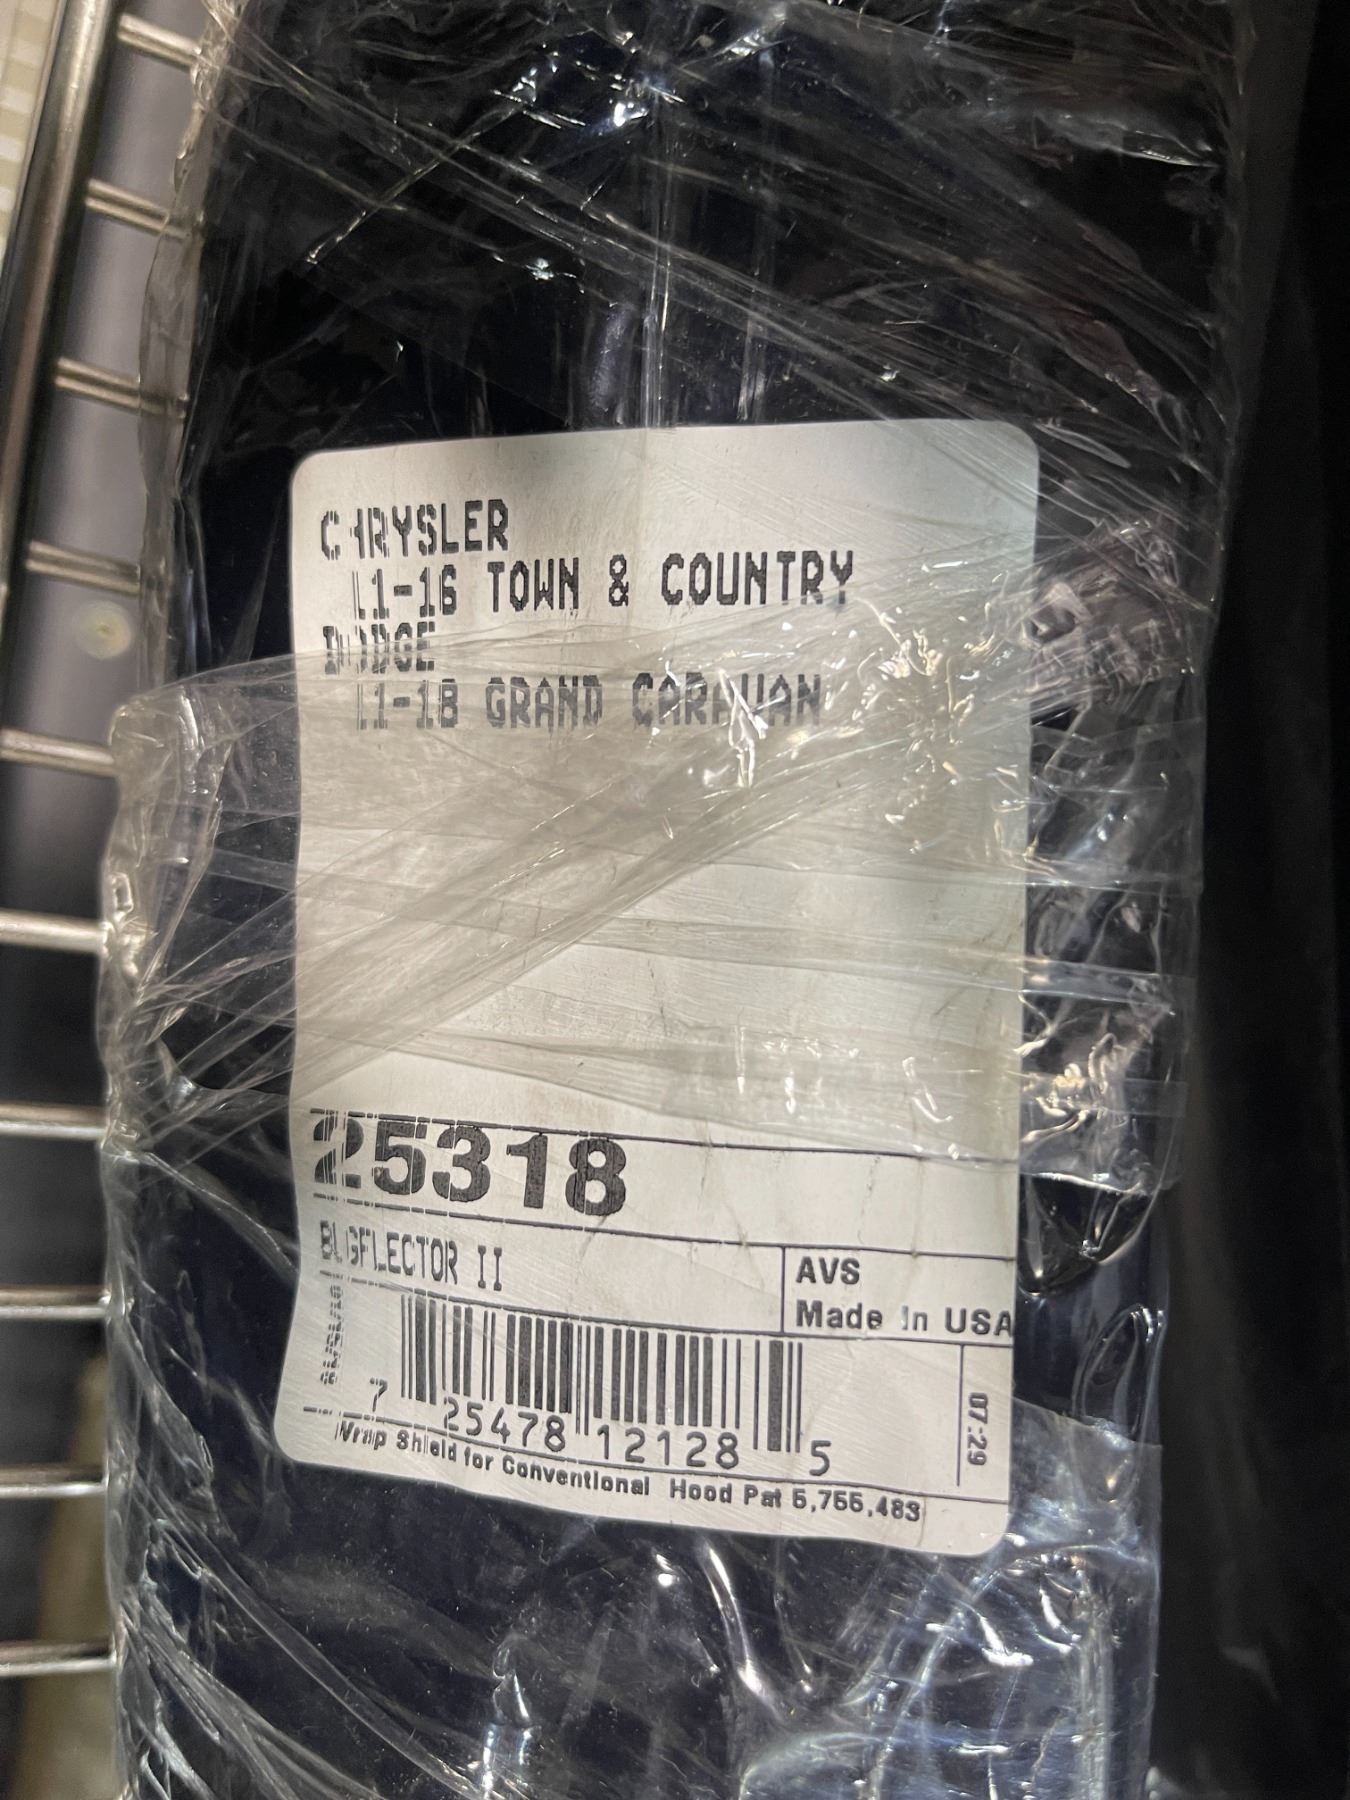 CHRYSLER
11-16 TOWN & COUNTRY
DODGE
11-18 GRAND CARAVAN
25318
BUGFLECTOR II
AVS
Made In USA
7 25478 12128 5
07:29
Wrap Shield for Conventional Hood Pat 5,755,483